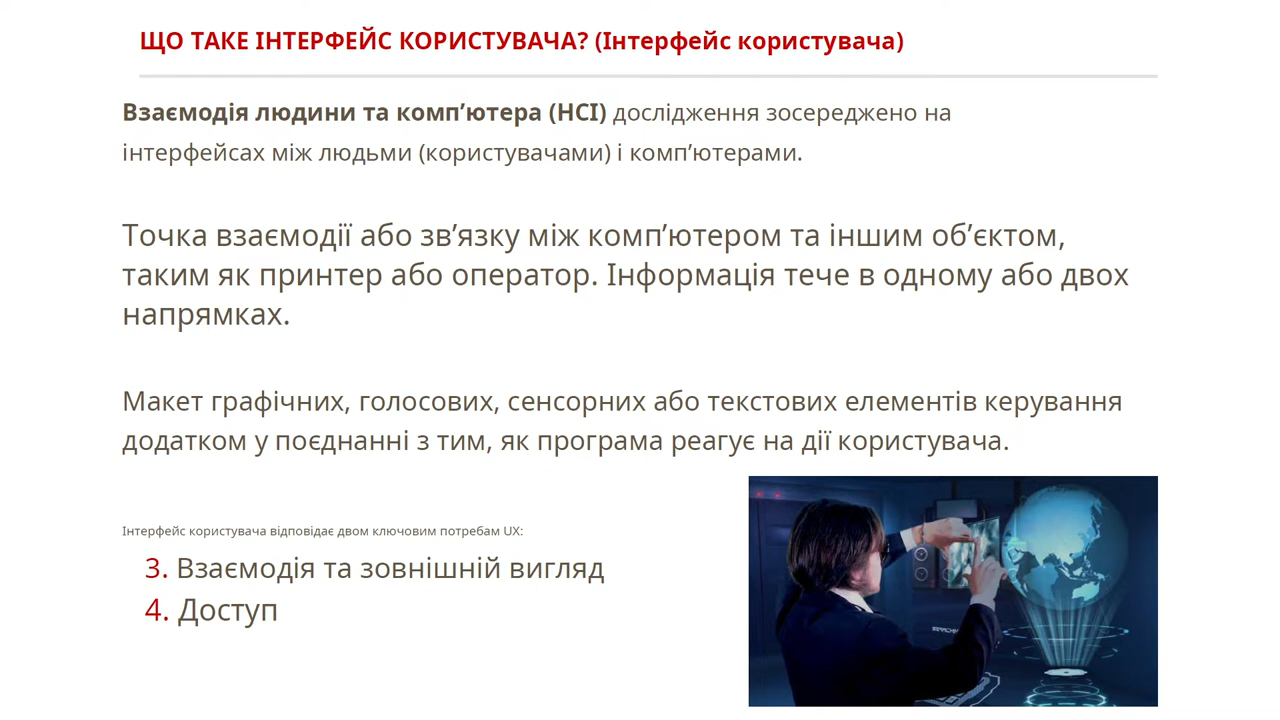 ЩО ТАКЕ ІНТЕРФЕЙС КОРИСТУВАЧА? (Інтерфейс користувача)
Взаємодія людини та комп’ютера (HCI) дослідження зосереджено на
інтерфейсах між людьми (користувачами) і комп’ютерами.
Точка взаємодії або зв’язку між комп’ютером та іншим об’єктом,
таким як принтер або оператор. Інформація тече в одному або двох
напрямках.
Макет графічних, голосових, сенсорних або текстових елементів керування
додатком у поєднанні з тим, як програма реагує на дії користувача.
Інтерфейс користувача відповідає двом ключовим потребам UX:
3. Взаємодія та зовнішній вигляд
4. Доступ